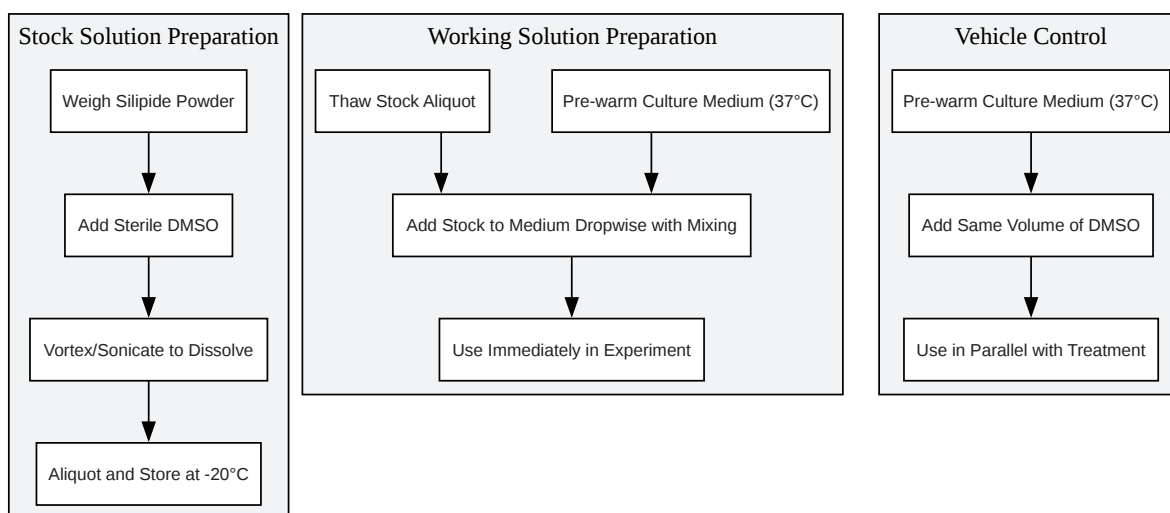 Stock Solution Preparation
Weigh Silipide Powder
Add Sterile DMSO
Vortex/Sonicate to Dissolve
Aliquot and Store at -20°C
Working Solution Preparation
Thaw Stock Aliquot
Pre-warm Culture Medium (37°C)
Add Stock to Medium Dropwise with Mixing
Use Immediately in Experiment
Vehicle Control
Pre-warm Culture Medium (37°C)
Add Same Volume of DMSO
Use in Parallel with Treatment